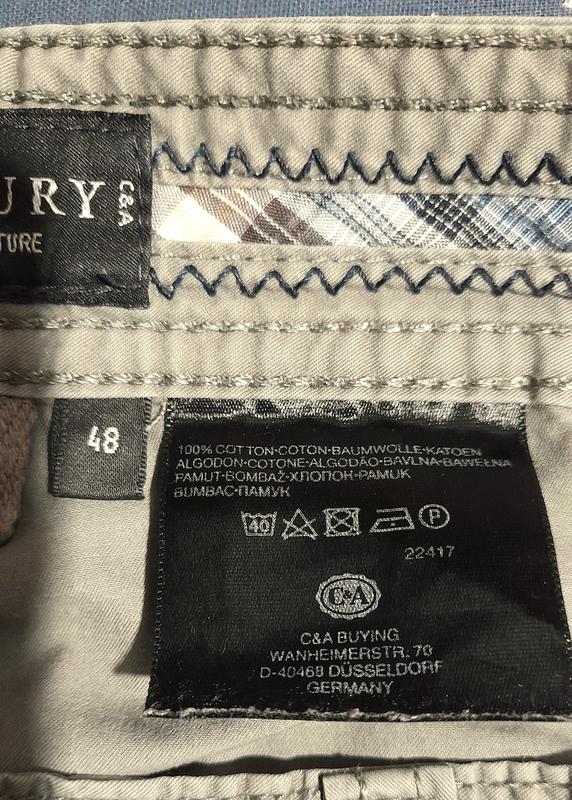 URY
C&A
TURE
48
100% COTTON·COTON·BAUMWOLLE·KATOEN
ALGODON·COTONE·ALGODÃO·BAVLNA·BAWEŁNA
PAMUT·BOMBAŽ·ХЛОПОК·PAMUK
BUMBAC·ПАМУК
40 P
22417
C&A
C&A BUYING
WANHEIMERSTR. 70
D-40468 DÜSSELDORF
GERMANY